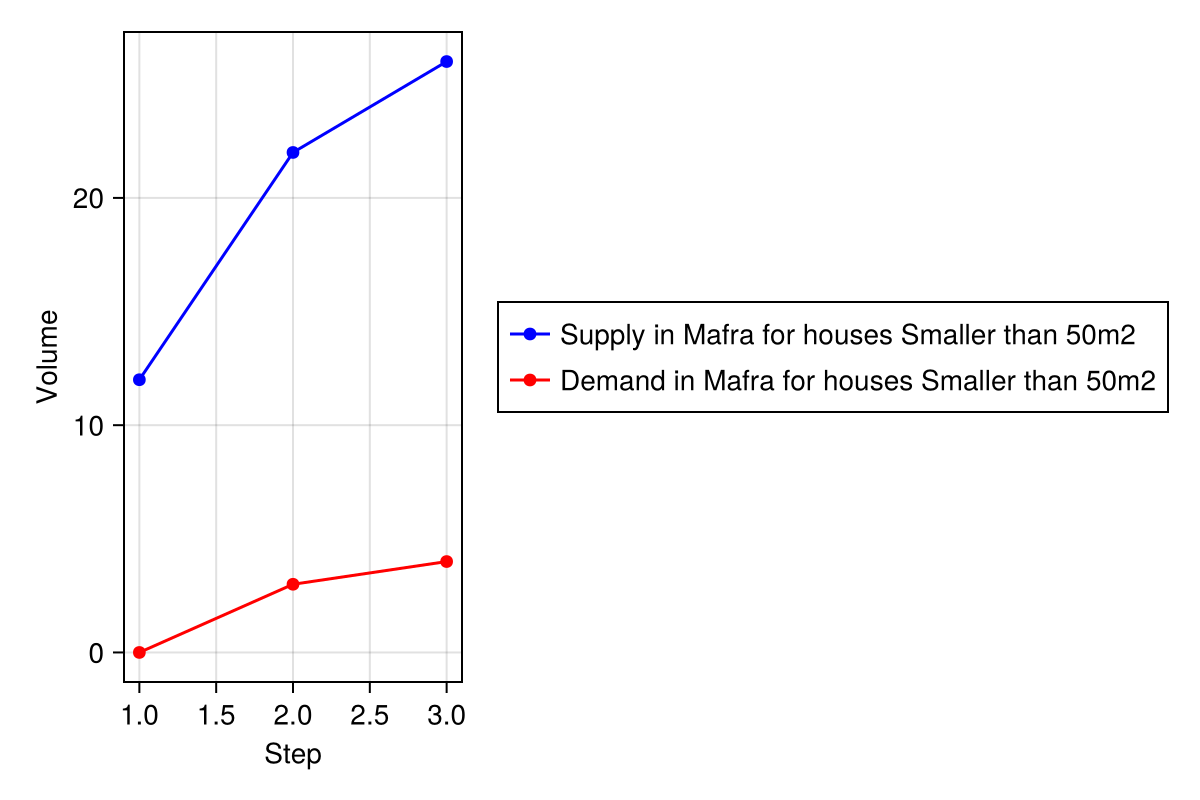 20
10
0
Volume
1.0 1.5 2.0 2.5 3.0
Step
Supply in Mafra for houses Smaller than 50m2
Demand in Mafra for houses Smaller than 50m2